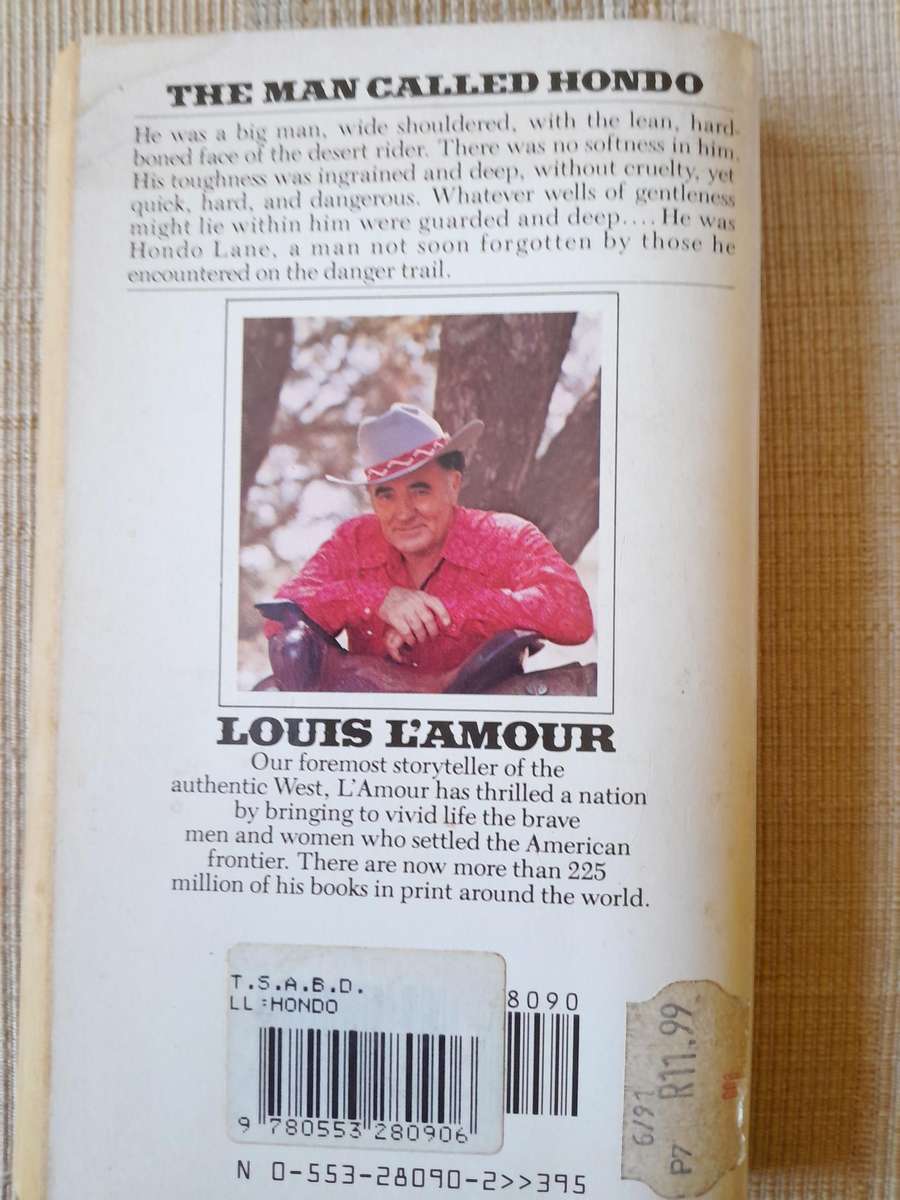 THE MAN CALLED HONDO
He was a big man, wide shouldered, with the lean, hard-
boned face of the desert rider. There was no softness in him.
His toughness was ingrained and deep, without cruelty, yet
quick, hard, and dangerous. Whatever wells of gentleness
might lie within him were guarded and deep.... He was
Hondo Lane, a man not soon forgotten by those he
encountered on the danger trail.
LOUIS L'AMOUR
Our foremost storyteller of the
authentic West, L'Amour has thrilled a nation
by bringing to vivid life the brave
men and women who settled the American
frontier. There are now more than 225
million of his books in print around the world.
T.S.A.B.D.
LL:HONDO
9 780553 280906
8090
N 0-553-28090-2>>395
6/91
P7 R11.99